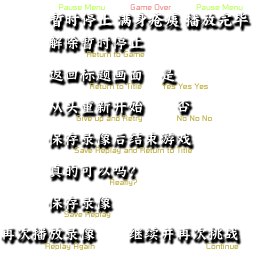 Pause Menu Game Over Pause Menu
暂时停止 满身疮痍 播放完毕
解除暂时停止
Return to Game
返回标题画面 是
Return to Title Yes Yes Yes
从头重新开始 否
Give up and Retry No No No
保存录像后结束游戏
Save Replay and Return to Title
真的可以吗?
Really?
保存录像
Save Replay
再次播放录像 继续并再次挑战
Replay Again Continue